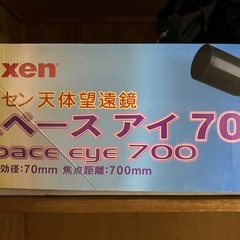 xen
セン 天体望遠鏡
ペース アイ 70
pace eye 700
効径:70mm 焦点距離:700mm